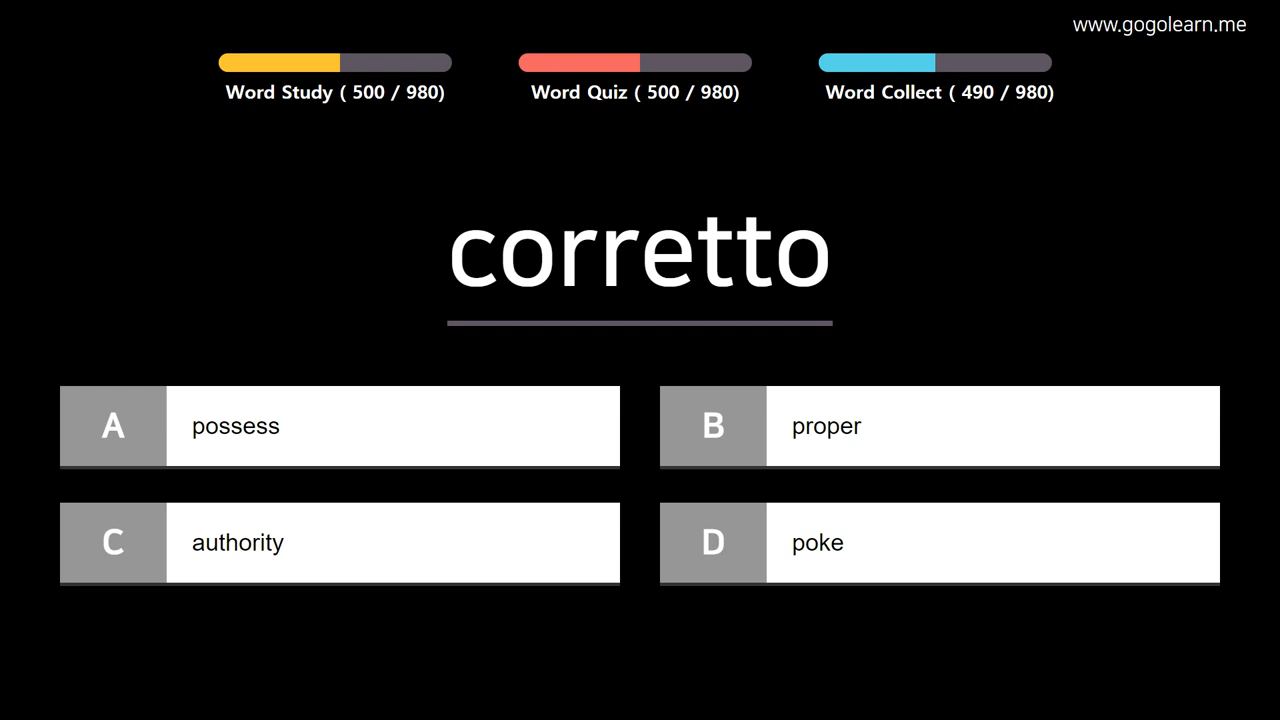 www.gogolearn.me
Word Study ( 500 / 980)
Word Quiz ( 500 / 980)
Word Collect ( 490 / 980)
corretto
A possess
B proper
C authority
D poke